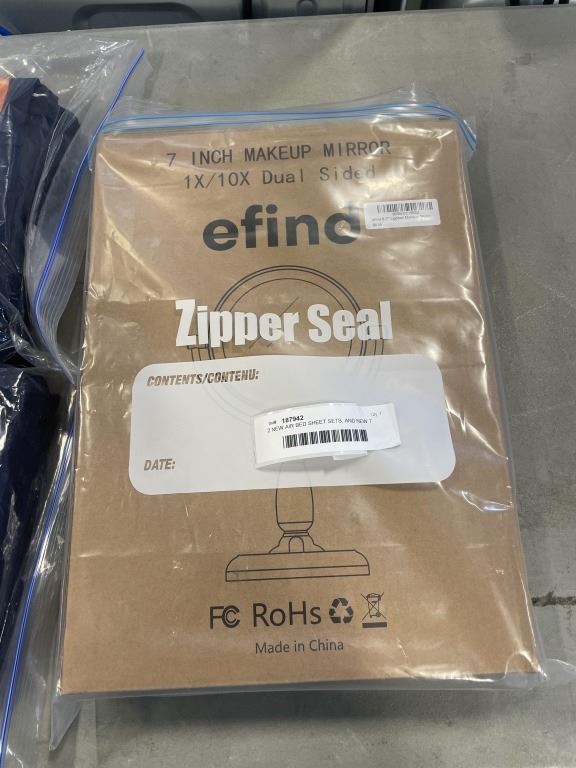 7 INCH MAKEUP MIRROR
1X/10X Dual Sided
efind
Zipper Seal
CONTENTS/CONTENU:
187942
2 NEW AIR BED SHEET SETS, AND NEW T
DATE:
FC RoHS
Made in China